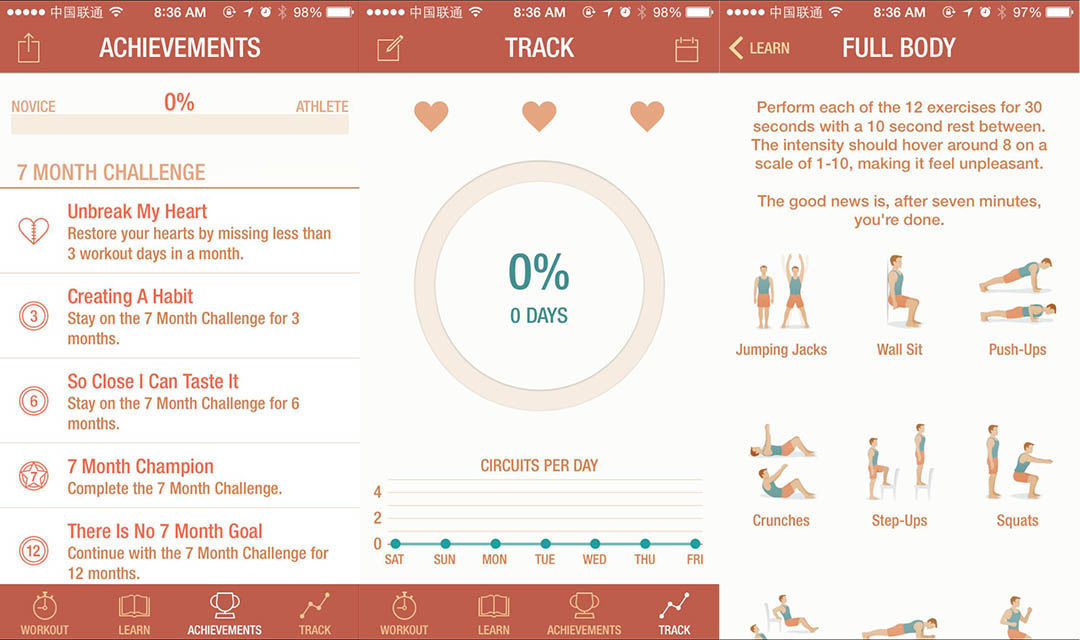 中国联通 8:36 AM 98%
ACHIEVEMENTS
NOVICE 0% ATHLETE
7 MONTH CHALLENGE
Unbreak My Heart
Restore your hearts by missing less than
3 workout days in a month.
3
Creating A Habit
Stay on the 7 Month Challenge for 3
months.
6
So Close I Can Taste It
Stay on the 7 Month Challenge for 6
months.
7
7 Month Champion
Complete the 7 Month Challenge.
12
There Is No 7 Month Goal
Continue with the 7 Month Challenge for
12 months.
WORKOUT LEARN ACHIEVEMENTS TRACK
中国联通 8:36 AM 98%
TRACK
0%
0 DAYS
CIRCUITS PER DAY
4
2
0
SAT SUN MON TUE WED THU FRI
WORKOUT LEARN ACHIEVEMENTS TRACK
中国联通 8:36 AM 97%
LEARN FULL BODY
Perform each of the 12 exercises for 30
seconds with a 10 second rest between.
The intensity should hover around 8 on a
scale of 1-10, making it feel unpleasant.
The good news is, after seven minutes,
you're done.
Jumping Jacks Wall Sit Push-Ups
Crunches Step-Ups Squats